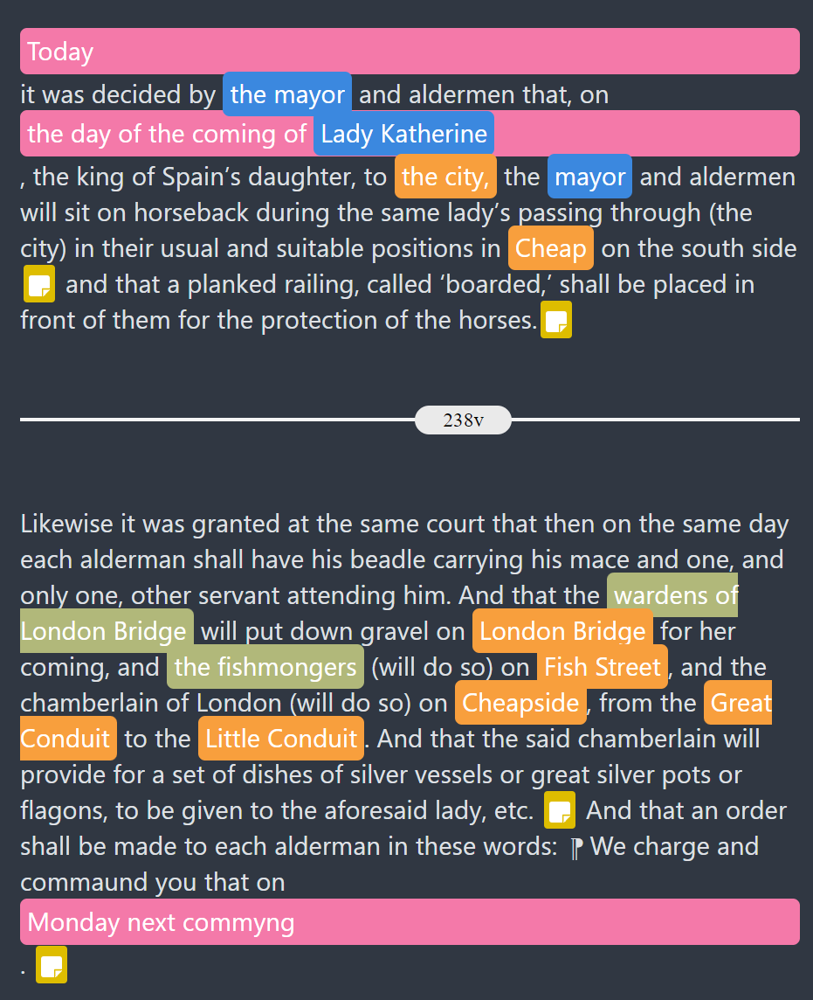 Today
it was decided by the mayor and aldermen that, on
the day of the coming of Lady Katherine
, the king of Spain’s daughter, to the city, the mayor and aldermen
will sit on horseback during the same lady’s passing through (the
city) in their usual and suitable positions in Cheap on the south side
and that a planked railing, called ‘boarded,’ shall be placed in
front of them for the protection of the horses.
238v
Likewise it was granted at the same court that then on the same day
each alderman shall have his beadle carrying his mace and one, and
only one, other servant attending him. And that the wardens of
London Bridge will put down gravel on London Bridge for her
coming, and the fishmongers (will do so) on Fish Street, and the
chamberlain of London (will do so) on Cheapside, from the Great
Conduit to the Little Conduit. And that the said chamberlain will
provide for a set of dishes of silver vessels or great silver pots or
flagons, to be given to the aforesaid lady, etc. And that an order
shall be made to each alderman in these words: ⁋ We charge and
commaund you that on
Monday next commyng
.